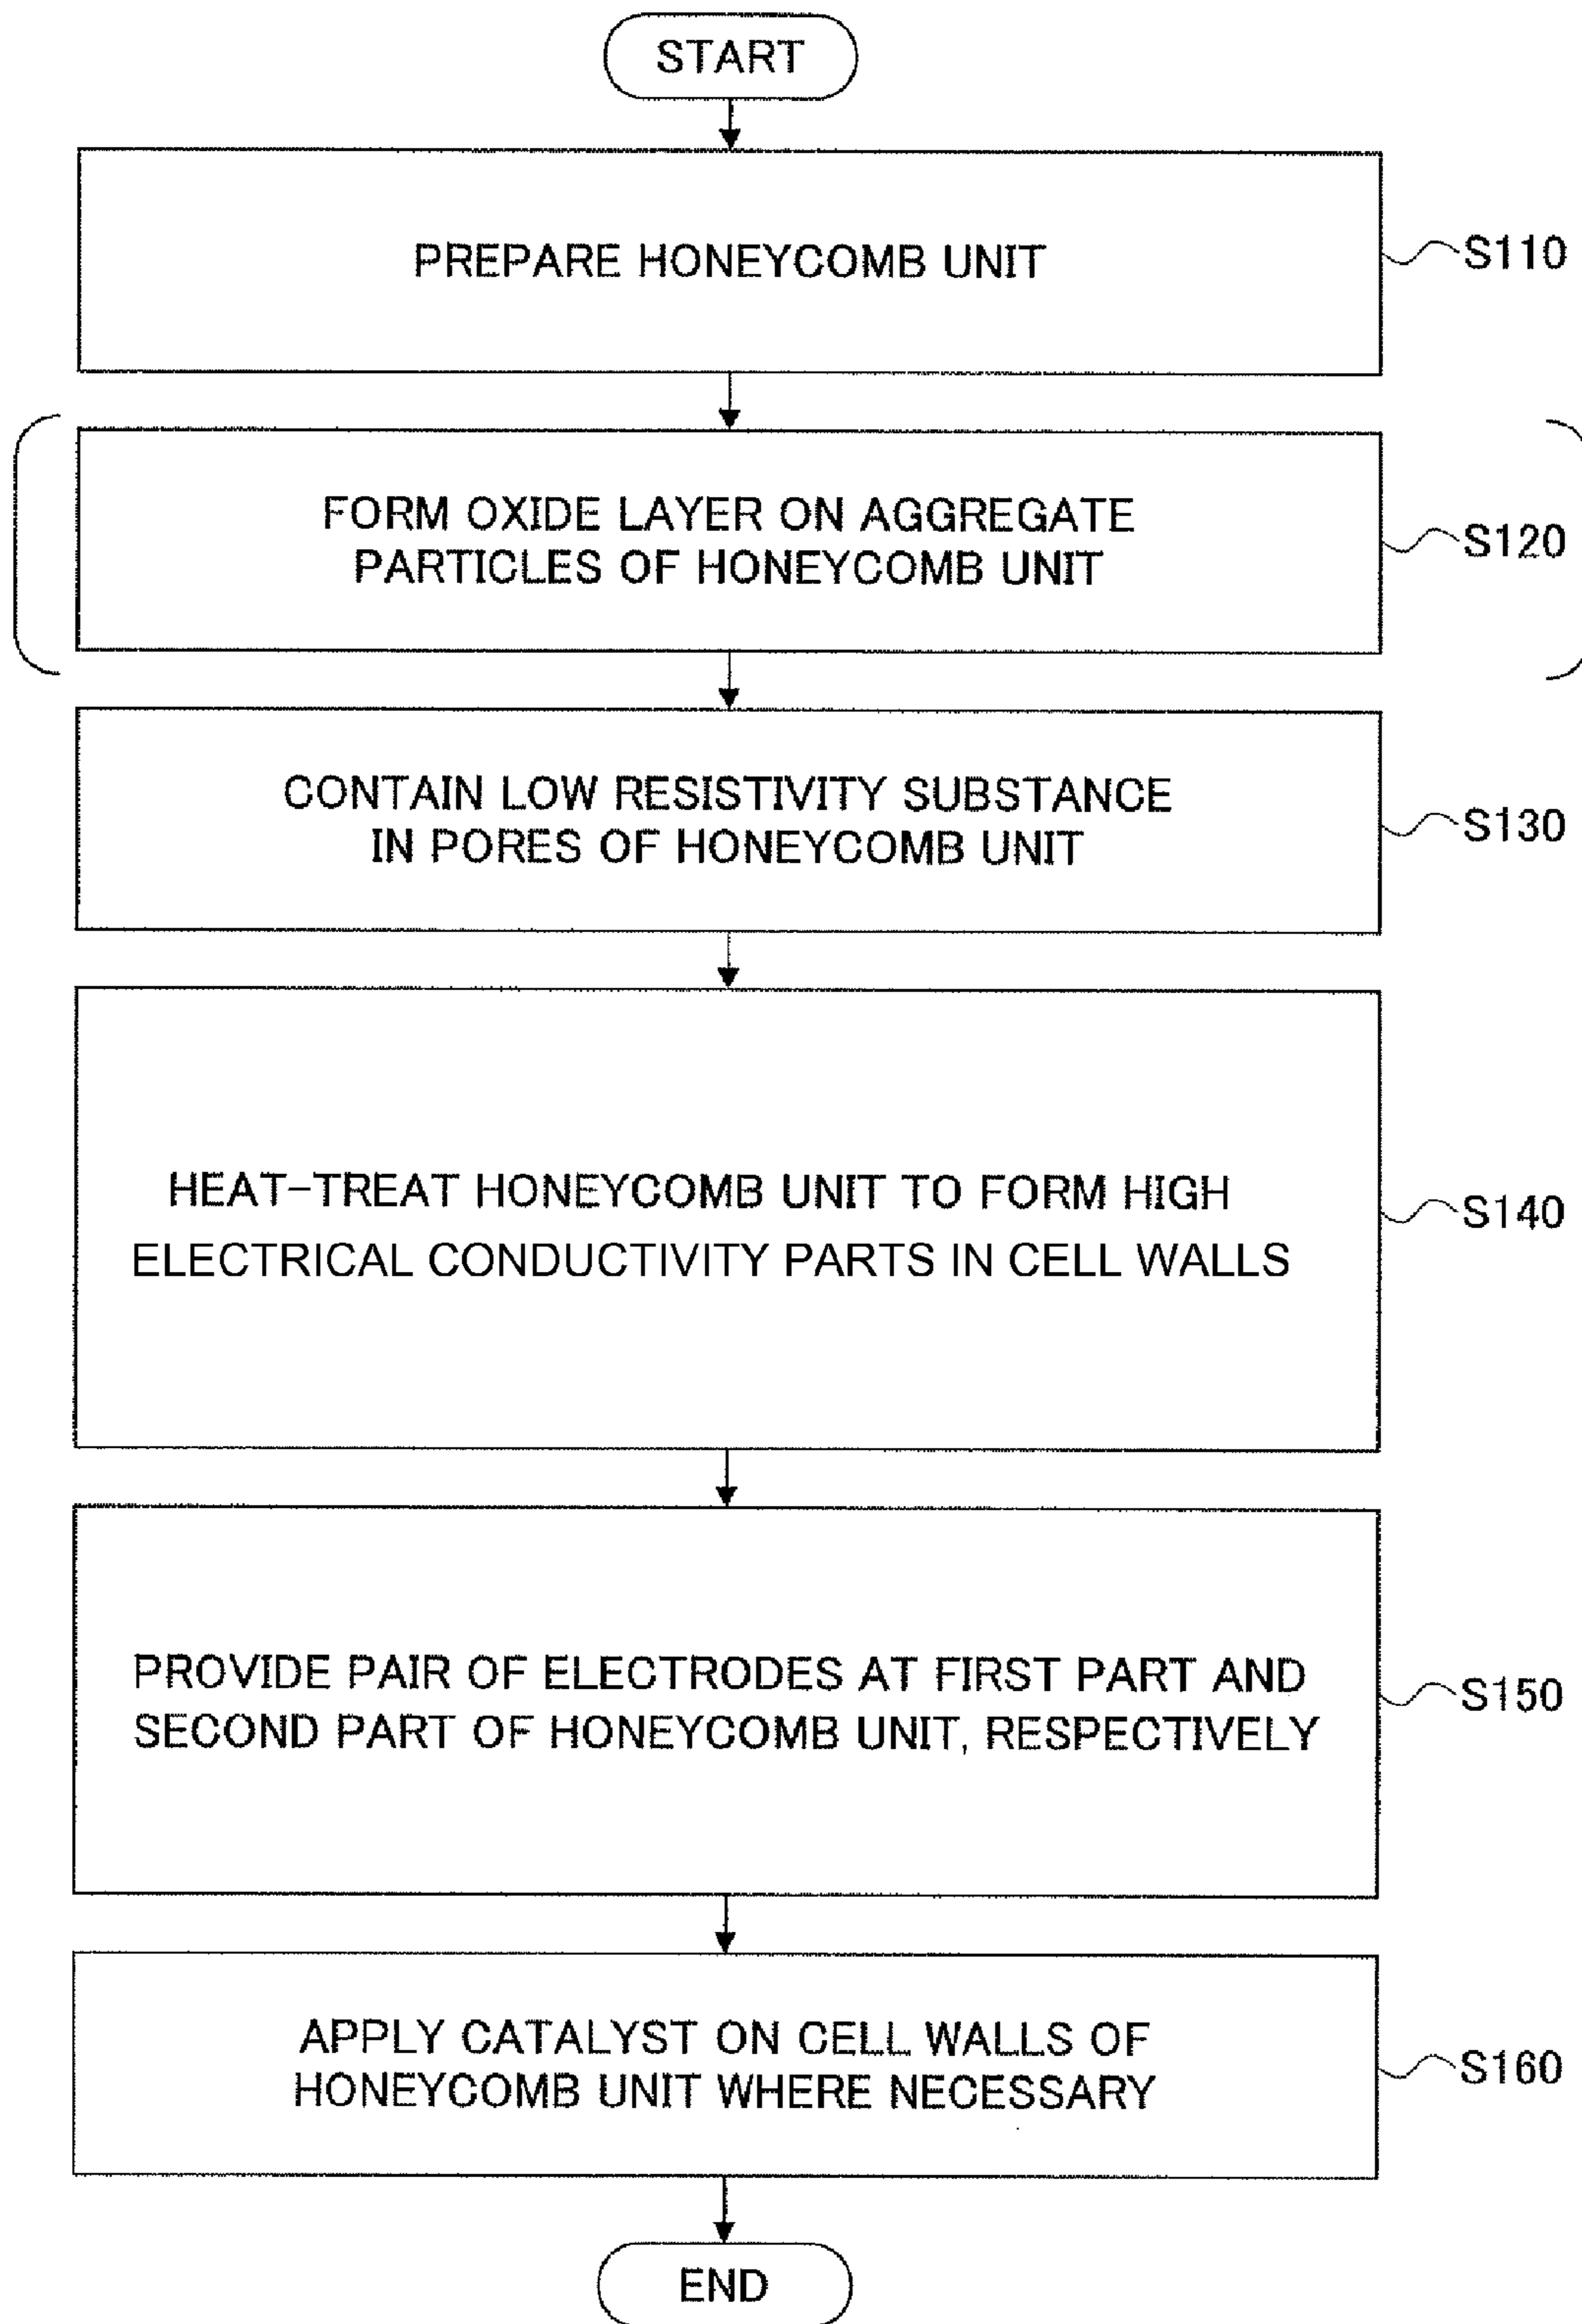 START
PREPARE HONEYCOMB UNIT
S110
FORM OXIDE LAYER ON AGGREGATE
PARTICLES OF HONEYCOMB UNIT
S120
CONTAIN LOW RESISTIVITY SUBSTANCE
IN PORES OF HONEYCOMB UNIT
S130
HEAT-TREAT HONEYCOMB UNIT TO FORM HIGH
ELECTRICAL CONDUCTIVITY PARTS IN CELL WALLS
S140
PROVIDE PAIR OF ELECTRODES AT FIRST PART AND
SECOND PART OF HONEYCOMB UNIT, RESPECTIVELY
S150
APPLY CATALYST ON CELL WALLS OF
HONEYCOMB UNIT WHERE NECESSARY
S160
END